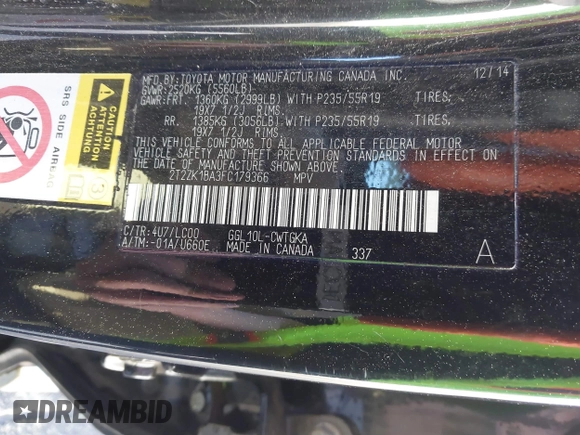 MFD.BY:TOYOTA MOTOR MANUFACTURING CANADA INC. 12/14
GVWR:2520KG (5560LB)
GAWR:FRT. 1360KG (2999LB) WITH P235/55R19 TIRES,
19X7 1/2J RIMS.
RR. 1385KG (3056LB) WITH P235/55R19 TIRES,
19X7 1/2J RIMS.
THIS VEHICLE CONFORMS TO ALL APPLICABLE FEDERAL MOTOR
VEHICLE SAFETY AND THEFT PREVENTION STANDARDS IN EFFECT
ON THE DATE OF MANUFACTURE SHOWN ABOVE.
2T2ZK1BA3FC179366 MPV
C/TR:4U7/LC00 GGL10L-CWTGKA
A/TM:-01A/U660E MADE IN CANADA 337 A
SRS SIDE AIRBAG
CAUTION
ATTENTION
ACHTUNG
DREAMBID